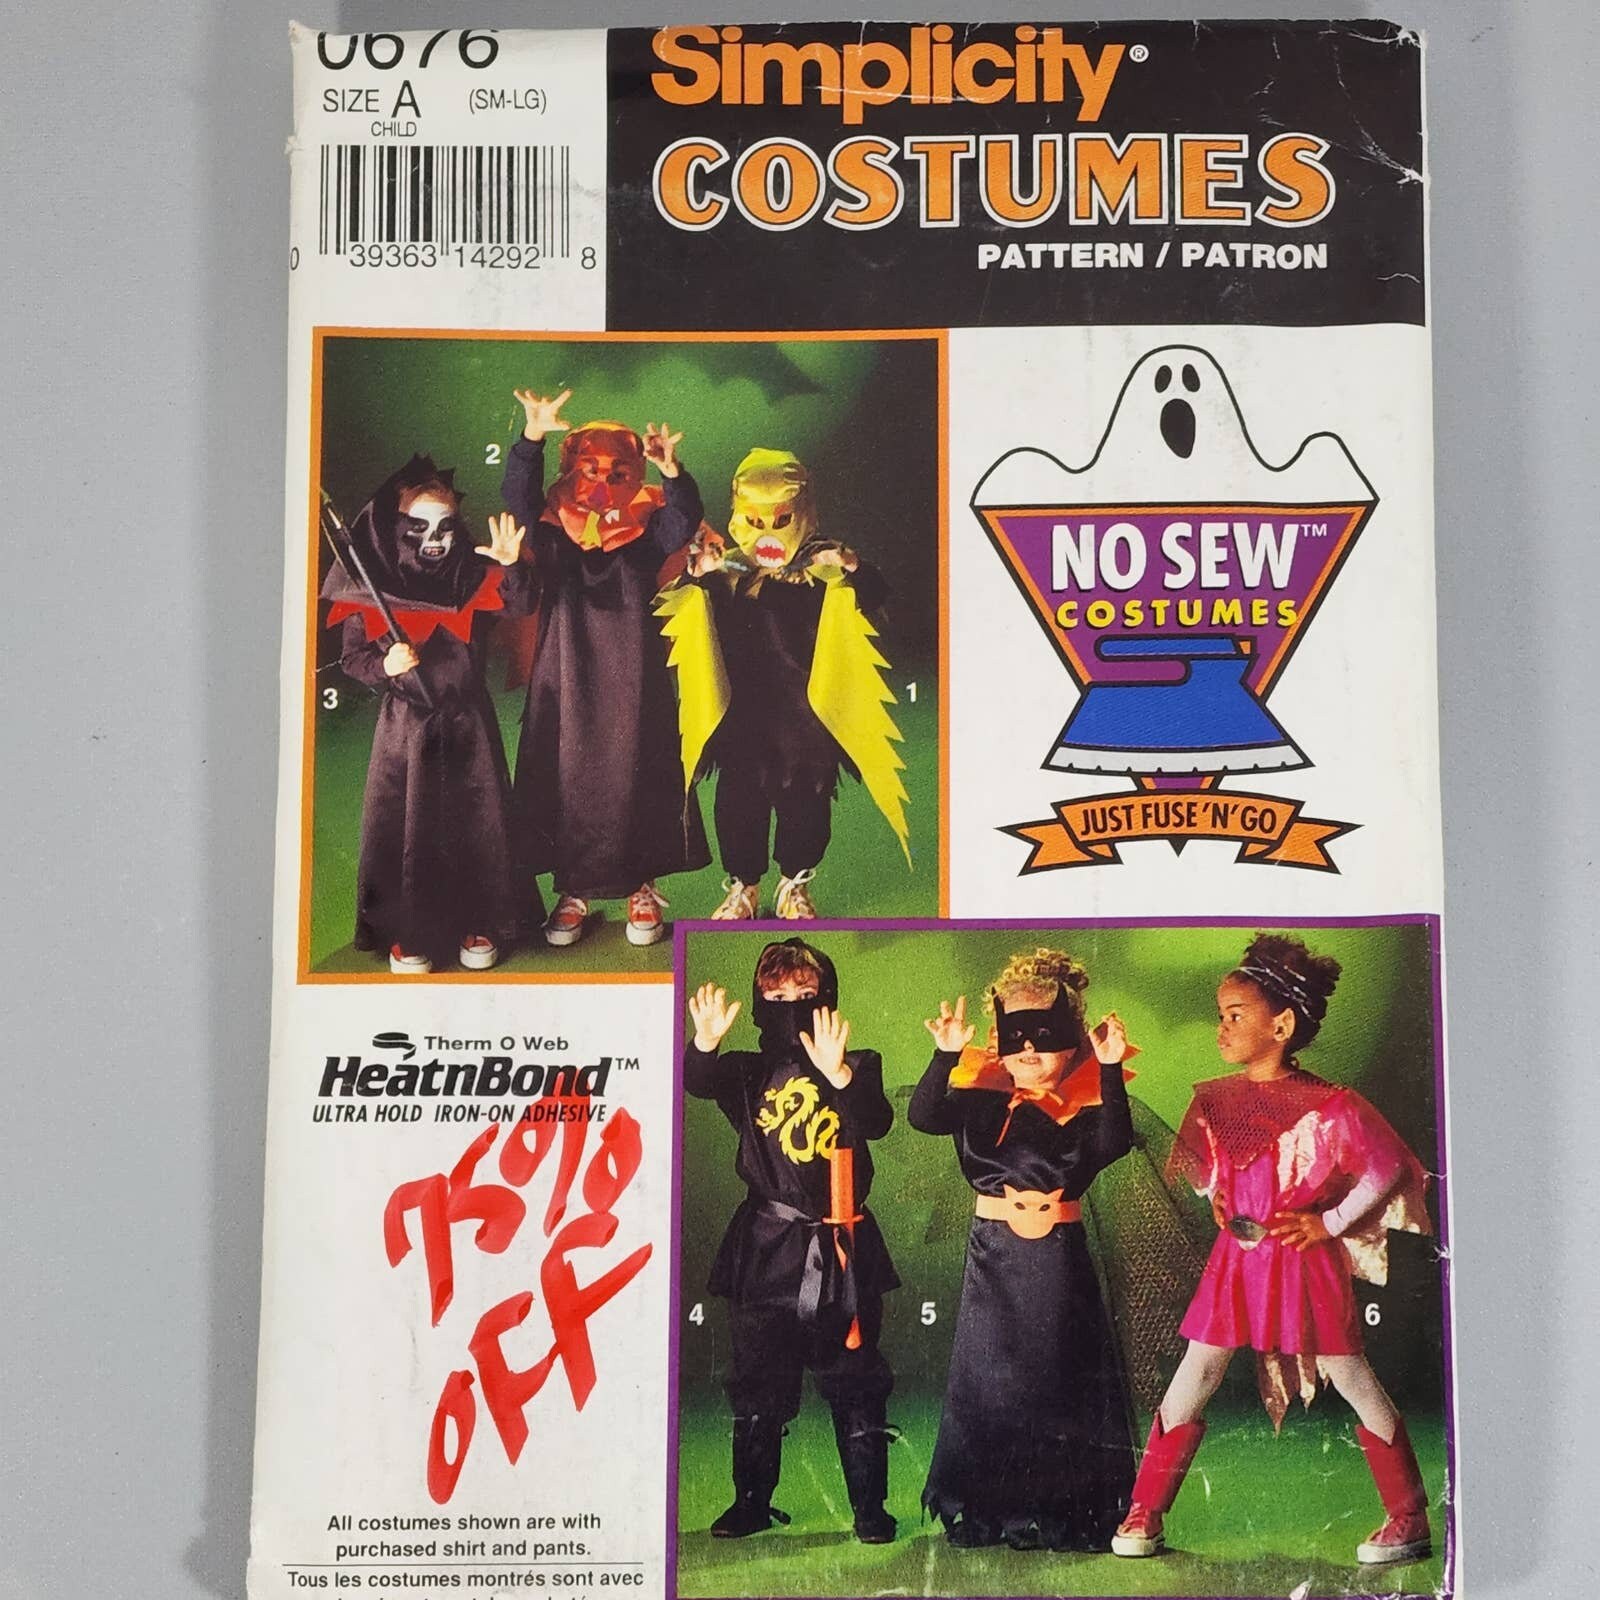 0676
SIZE A (SM-LG)
CHILD
0 39363 14292 8
Simplicity®
COSTUMES
PATTERN / PATRON
2
3
1
NO SEW™
COSTUMES
JUST FUSE 'N' GO
Therm O Web
HeatnBond™
ULTRA HOLD IRON-ON ADHESIVE
75% OFF
4
5
6
All costumes shown are with
purchased shirt and pants.
Tous les costumes montrés sont avec